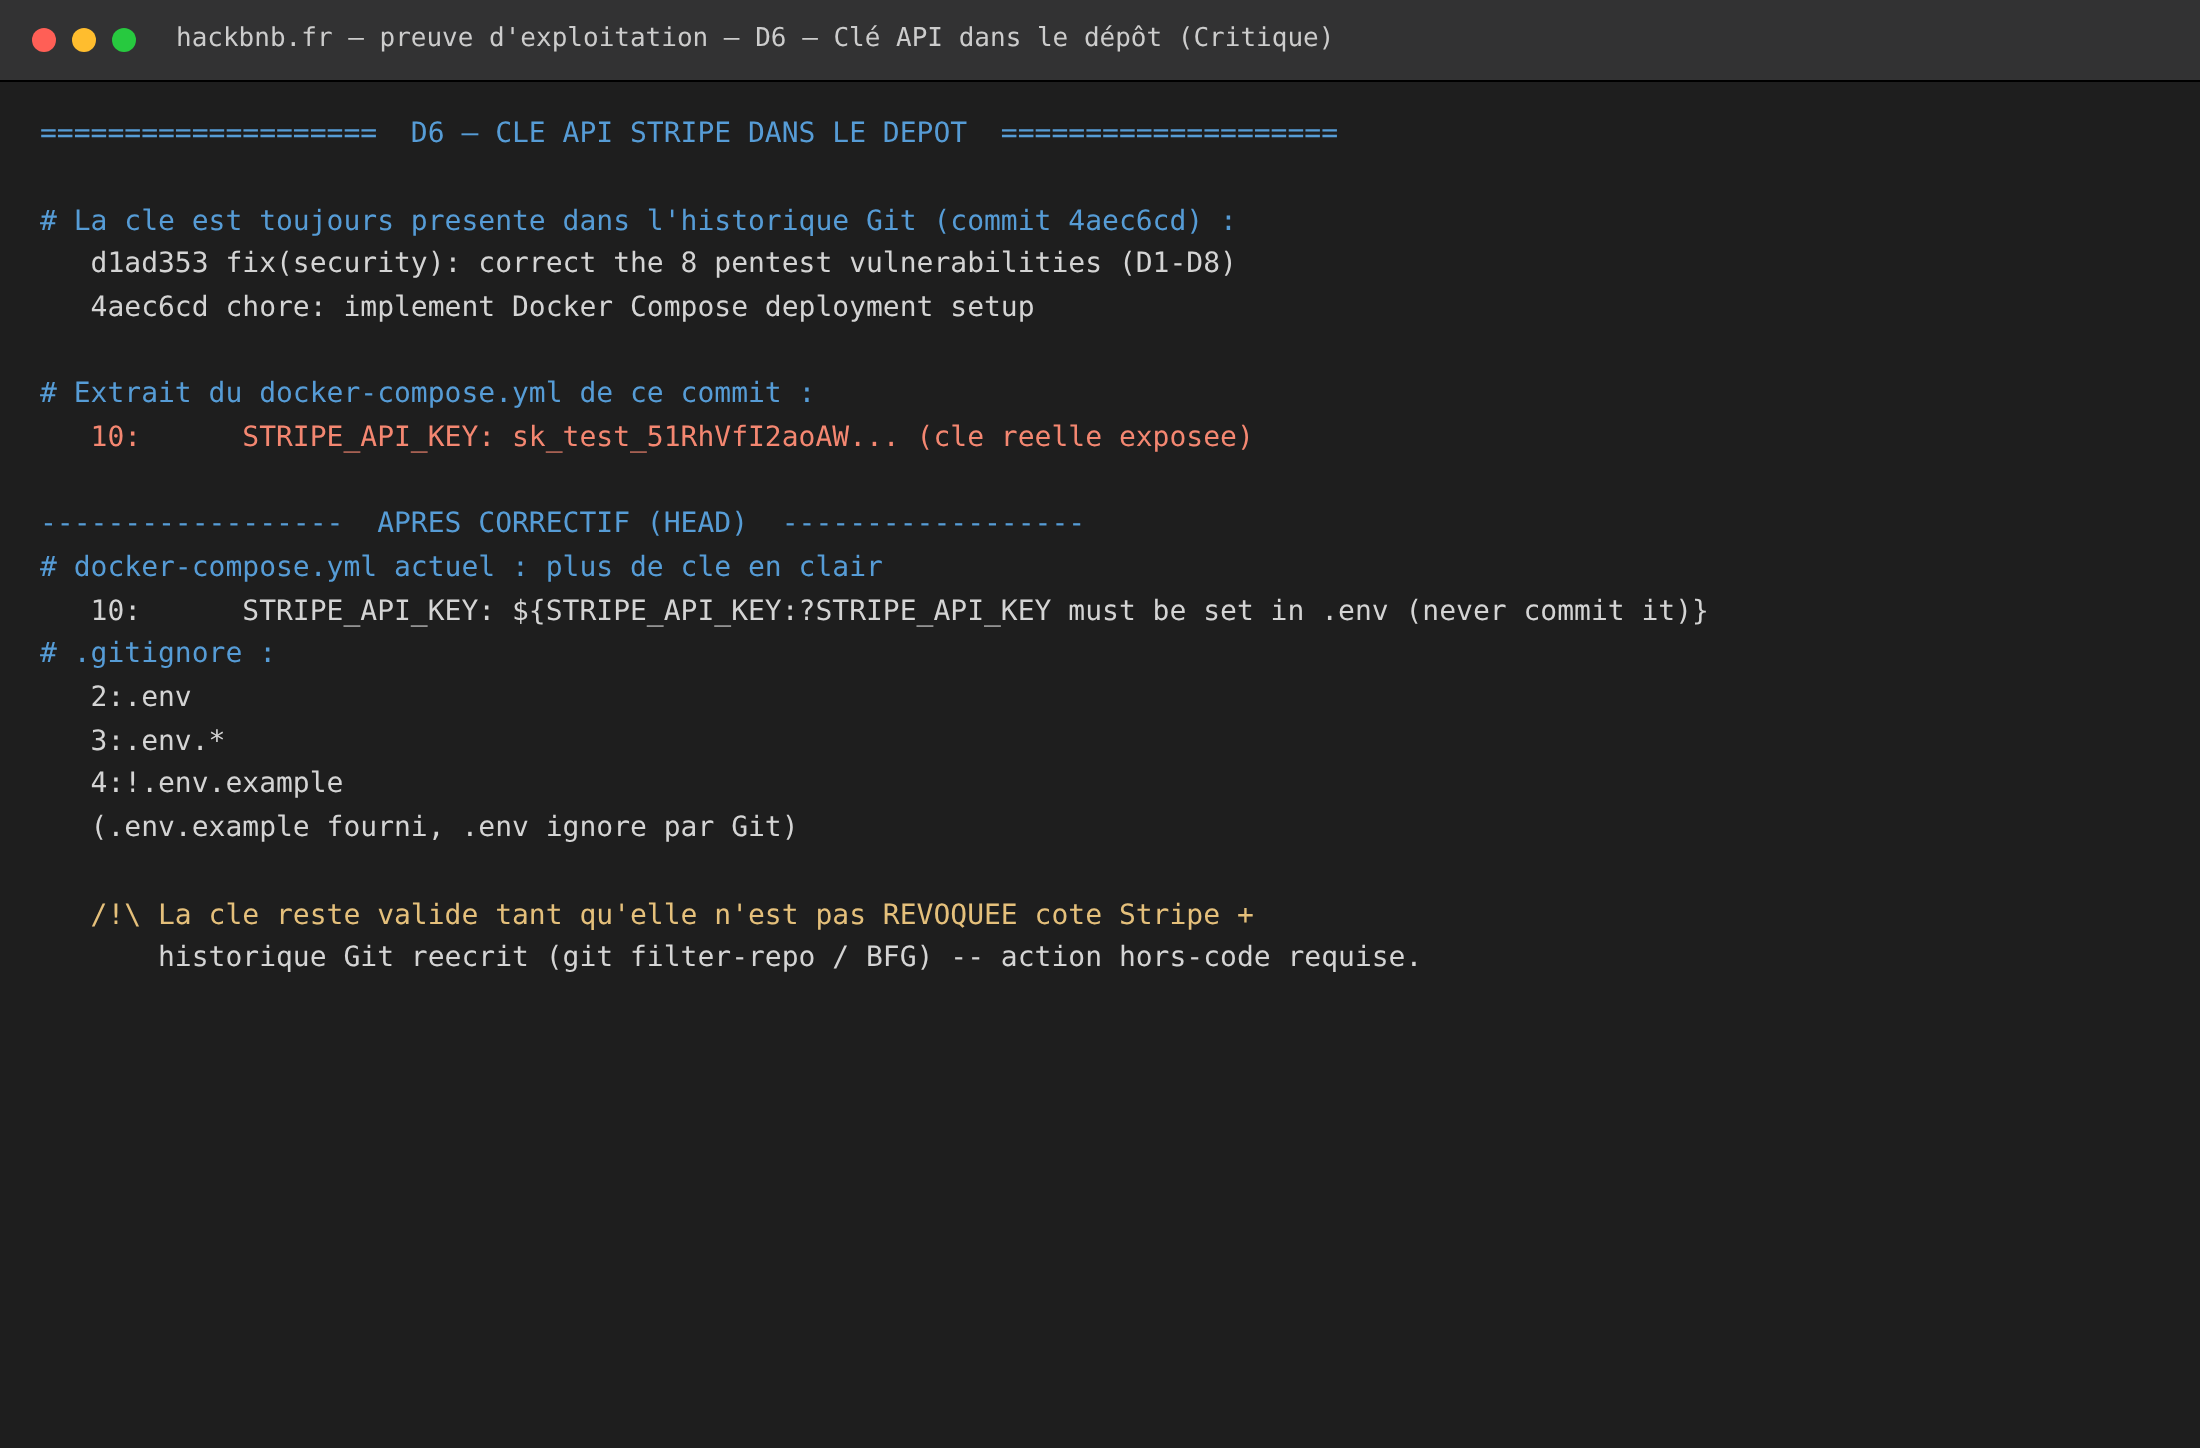 hackbnb.fr — preuve d'exploitation — D6 — Clé API dans le dépôt (Critique)
====================  D6 — CLE API STRIPE DANS LE DEPOT  ====================
# La cle est toujours presente dans l'historique Git (commit 4aec6cd) :
   d1ad353 fix(security): correct the 8 pentest vulnerabilities (D1-D8)
   4aec6cd chore: implement Docker Compose deployment setup
# Extrait du docker-compose.yml de ce commit :
   10:      STRIPE_API_KEY: sk_test_51RhVfI2aoAW... (cle reelle exposee)
------------------  APRES CORRECTIF (HEAD)  ------------------
# docker-compose.yml actuel : plus de cle en clair
   10:      STRIPE_API_KEY: ${STRIPE_API_KEY:?STRIPE_API_KEY must be set in .env (never commit it)}
# .gitignore :
   2:.env
   3:.env.*
   4:!.env.example
   (.env.example fourni, .env ignore par Git)
   /!\ La cle reste valide tant qu'elle n'est pas REVOQUEE cote Stripe +
       historique Git reecrit (git filter-repo / BFG) -- action hors-code requise.